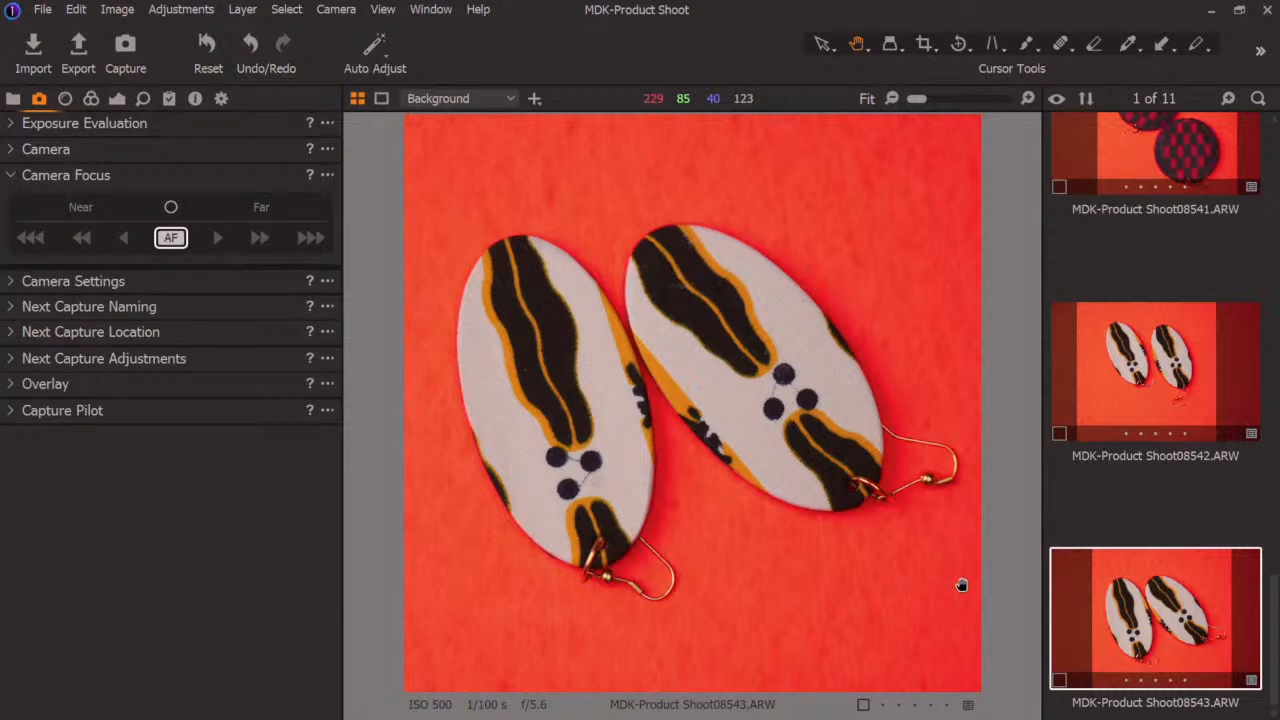 File Edit Image Adjustments Layer Select Camera View Window Help MDK-Product Shoot
Import Export Capture Reset Undo/Redo Auto Adjust Cursor Tools
Background 229 85 40 123 Fit 1 of 11
Exposure Evaluation ?
Camera ?
Camera Focus ?
Near Far
AF
Camera Settings ?
Next Capture Naming ?
Next Capture Location ?
Next Capture Adjustments ?
Overlay ?
Capture Pilot ?
ISO 500 1/100 s f/5.6 MDK-Product Shoot08543.ARW
MDK-Product Shoot08541.ARW
MDK-Product Shoot08542.ARW
MDK-Product Shoot08543.ARW